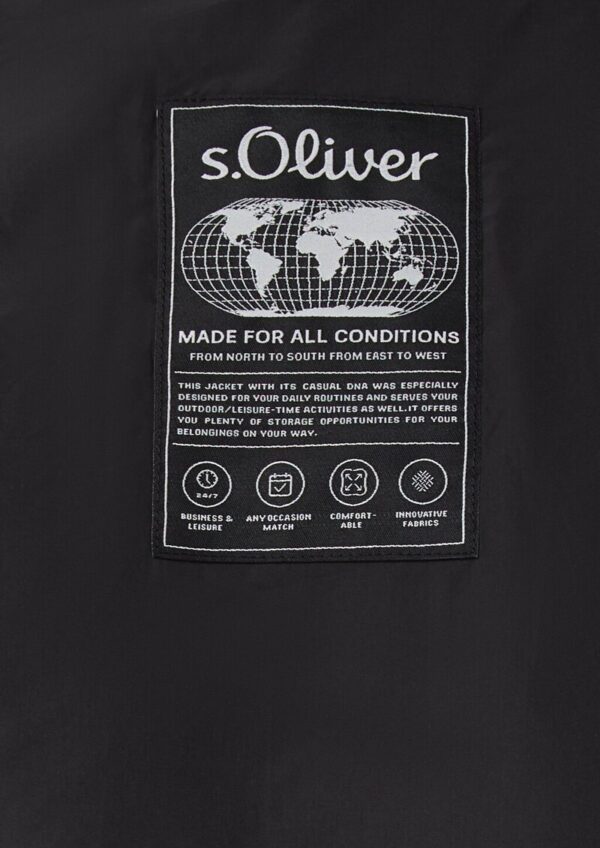 s.Oliver
MADE FOR ALL CONDITIONS
FROM NORTH TO SOUTH FROM EAST TO WEST
THIS JACKET WITH ITS CASUAL DNA WAS ESPECIALLY
DESIGNED FOR YOUR DAILY ROUTINES AND SERVES YOUR
OUTDOOR/LEISURE-TIME ACTIVITIES AS WELL.IT OFFERS
YOU PLENTY OF STORAGE OPPORTUNITIES FOR YOUR
BELONGINGS ON YOUR WAY.
24/7
BUSINESS &
LEISURE
ANY OCCASION
MATCH
COMFORT-
ABLE
INNOVATIVE
FABRICS